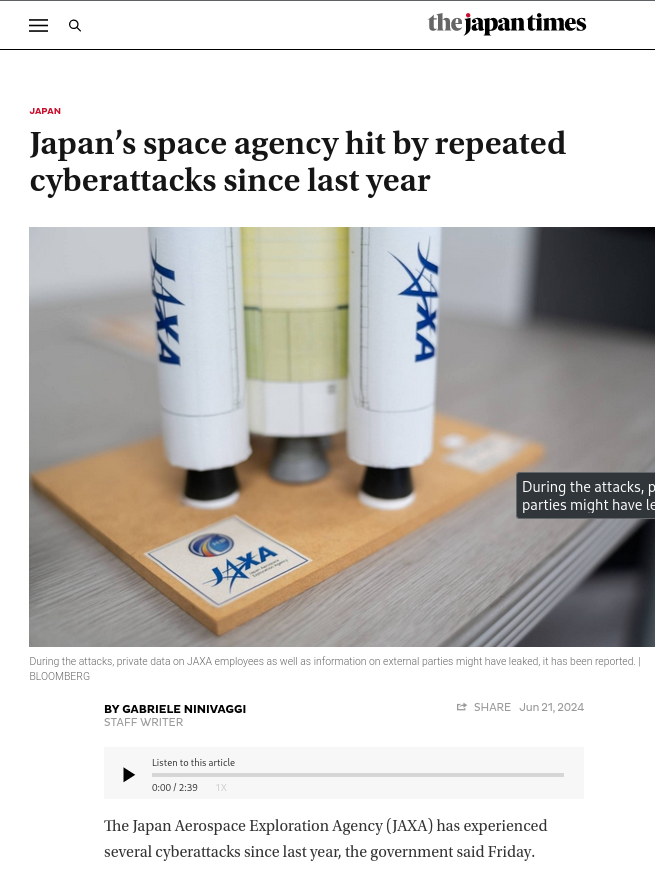 the japan times
JAPAN
Japan's space agency hit by repeated
cyberattacks since last year
JAXA
JAXA
JAXA
During the attacks, p
parties might have le
During the attacks, private data on JAXA employees as well as information on external parties might have leaked, it has been reported. |
BLOOMBERG
BY GABRIELE NINIVAGGI
STAFF WRITER
SHARE Jun 21, 2024
Listen to this article
0:00 / 2:39 1X
The Japan Aerospace Exploration Agency (JAXA) has experienced
several cyberattacks since last year, the government said Friday.